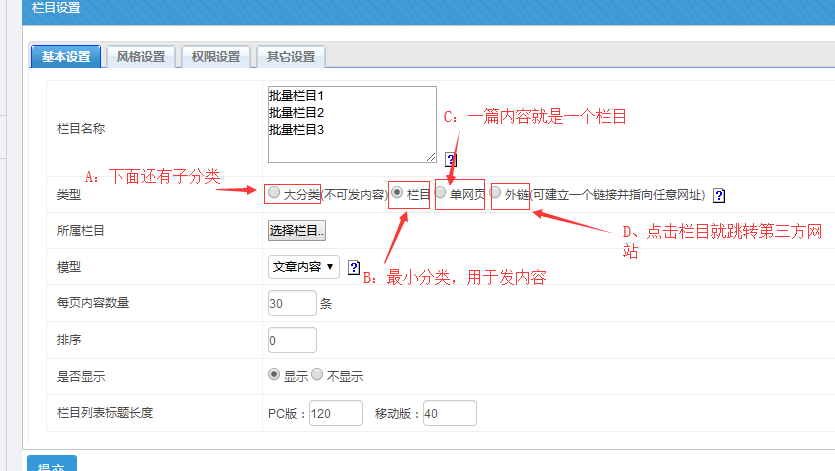 栏目设置
基本设置 风格设置 权限设置 其它设置
栏目名称
批量栏目1
批量栏目2
批量栏目3
C：一篇内容就是一个栏目
A：下面还有子分类
类型 大分类(不可发内容) 栏目 单网页 外链(可建立一个链接并指向任意网址)
所属栏目 选择栏目..
D、点击栏目就跳转第三方网
站
模型 文章内容
B：最小分类，用于发内容
每页内容数量 30 条
排序 0
是否显示 显示 不显示
栏目列表标题长度 PC版：120 移动版：40
提交